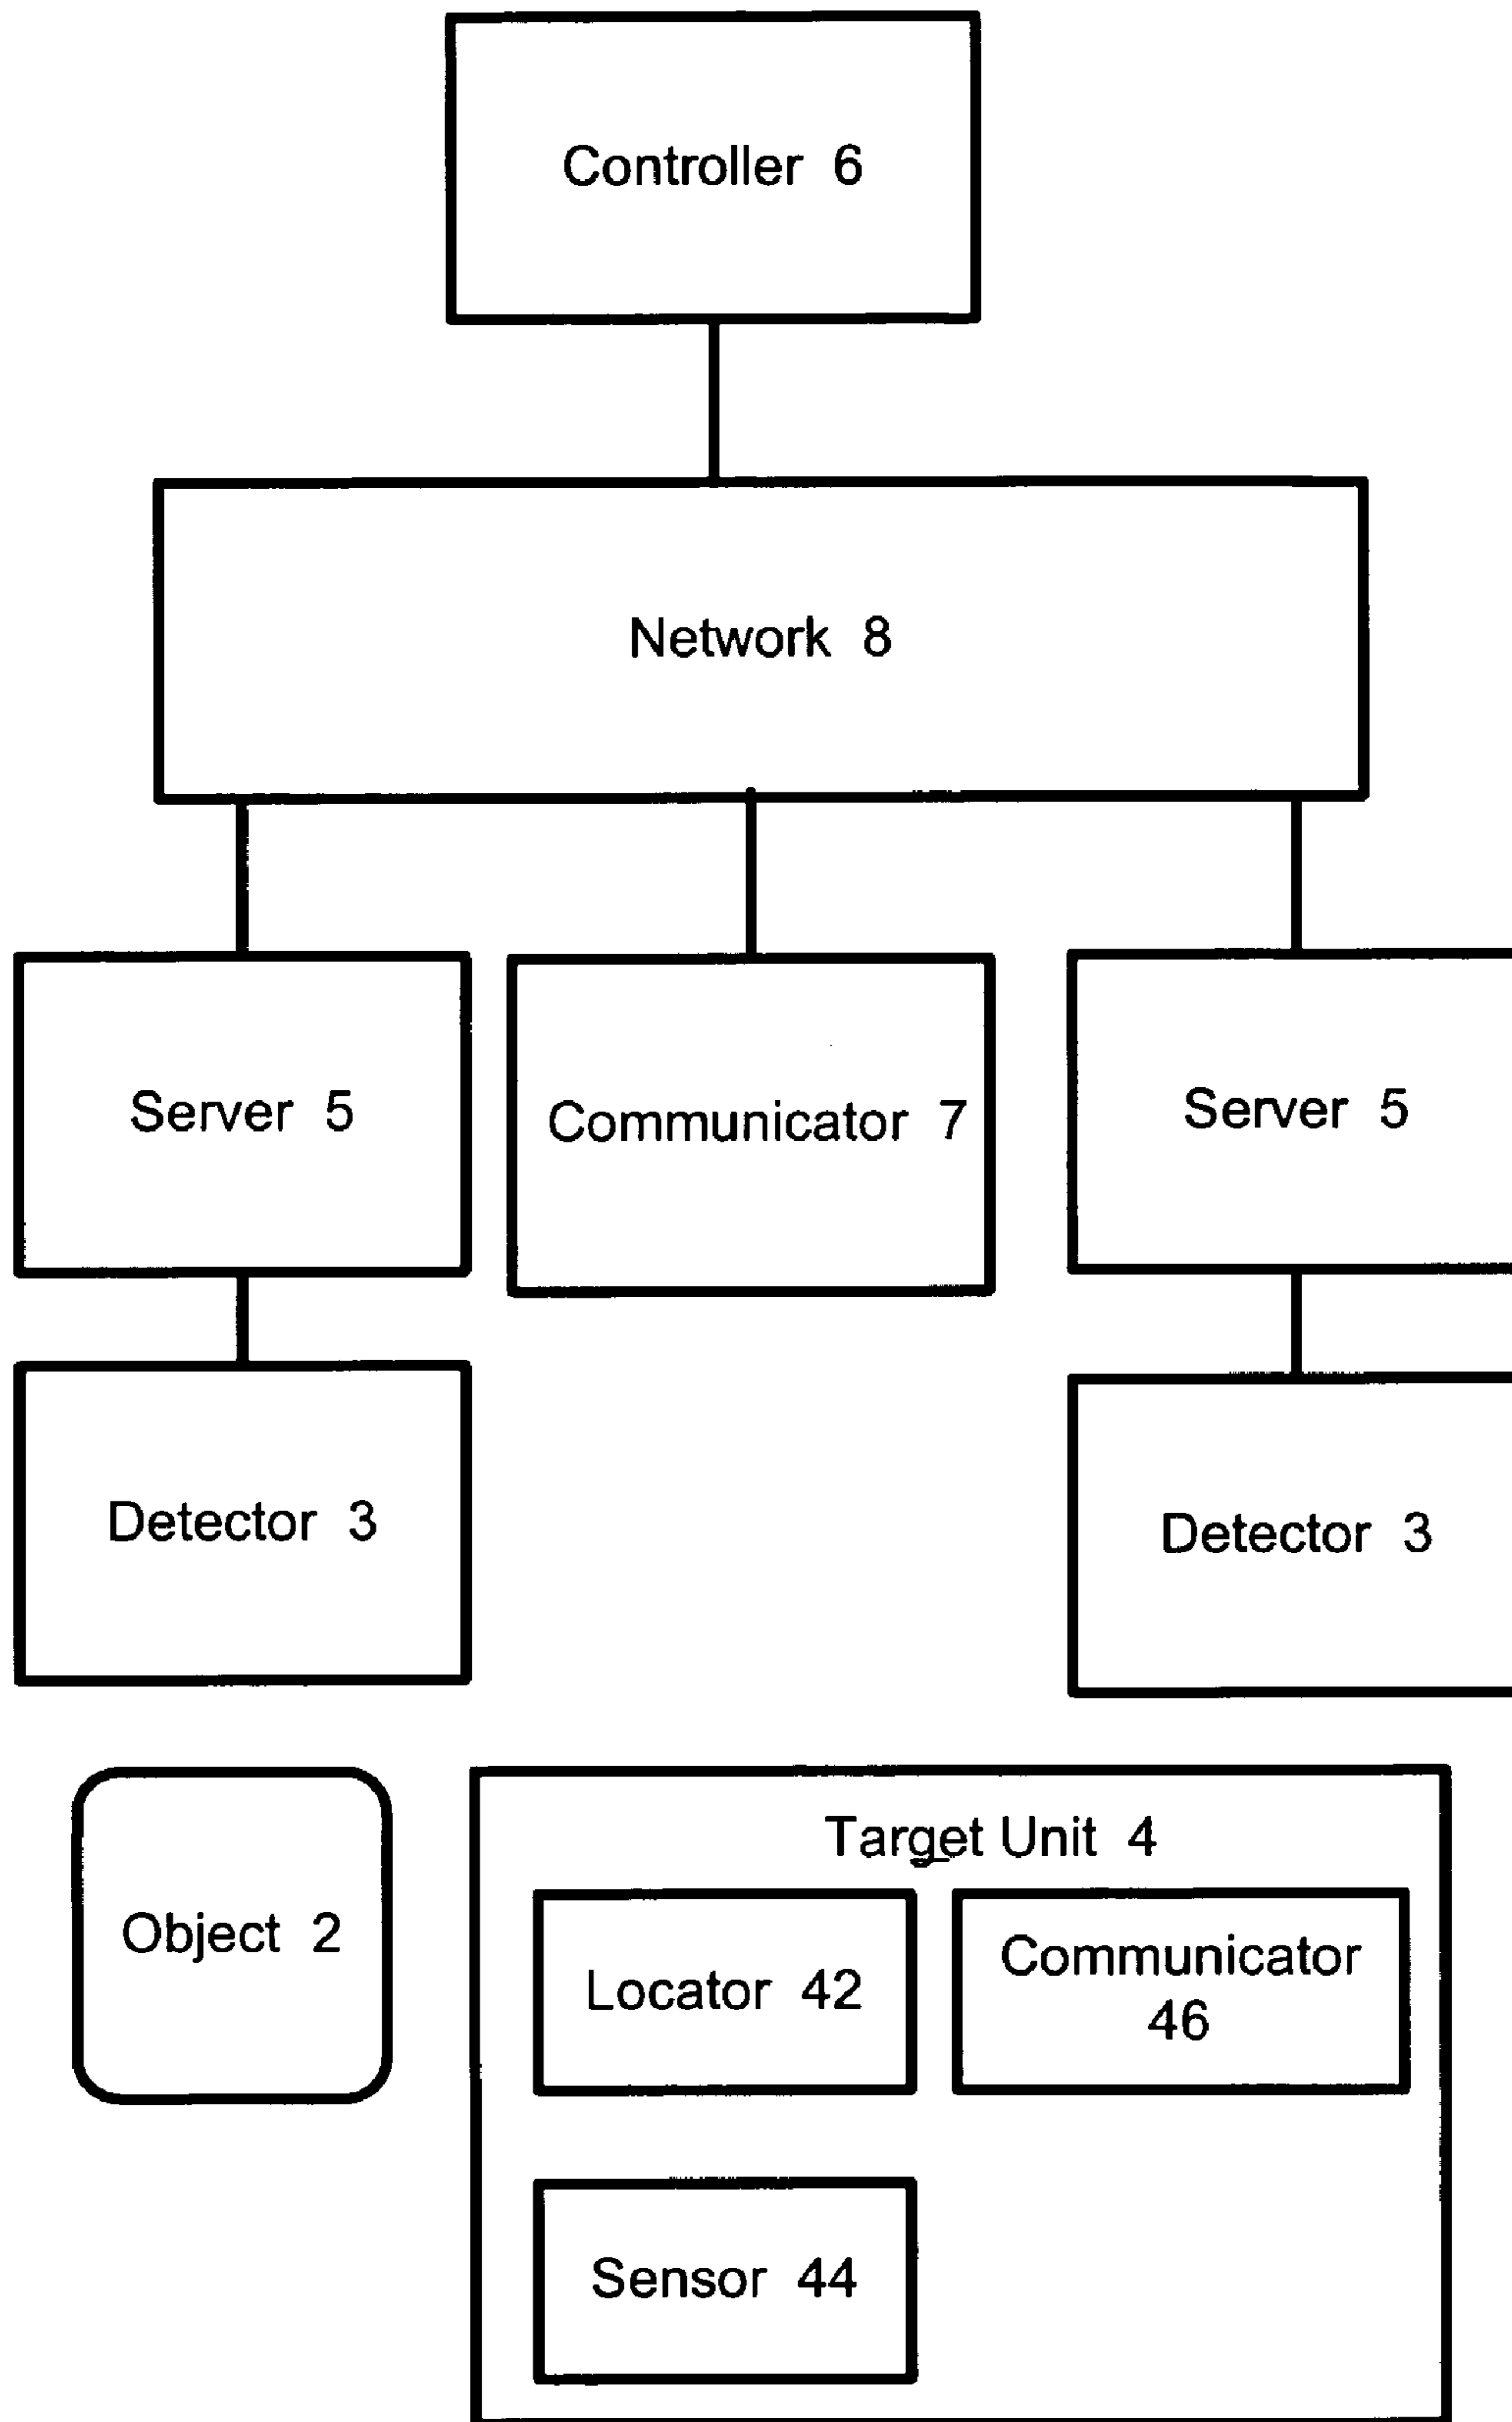 Controller 6
Network 8
Server 5
Communicator 7
Server 5
Detector 3
Detector 3
Object 2
Target Unit 4
Locator 42
Communicator
46
Sensor 44